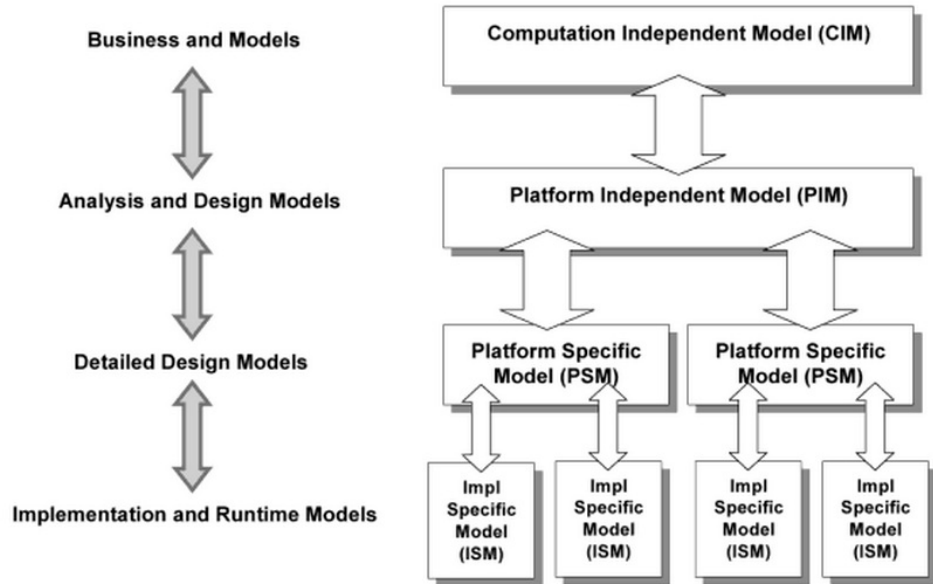 Business and Models
Computation Independent Model (CIM)
Analysis and Design Models
Platform Independent Model (PIM)
Detailed Design Models
Platform Specific
Model (PSM)
Platform Specific
Model (PSM)
Implementation and Runtime Models
Impl
Specific
Model
(ISM)
Impl
Specific
Model
(ISM)
Impl
Specific
Model
(ISM)
Impl
Specific
Model
(ISM)